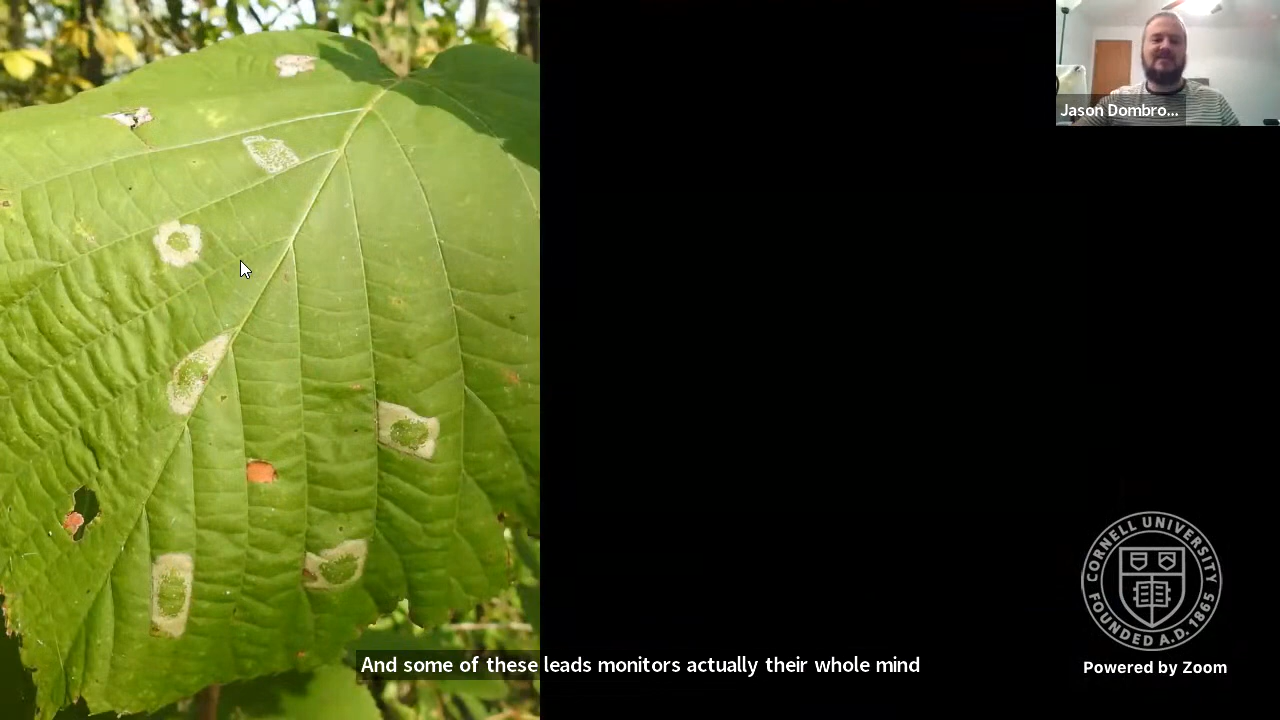 Jason Dombro...
CORNELL UNIVERSITY
FOUNDED A.D. 1865
And some of these leads monitors actually their whole mind
Powered by Zoom